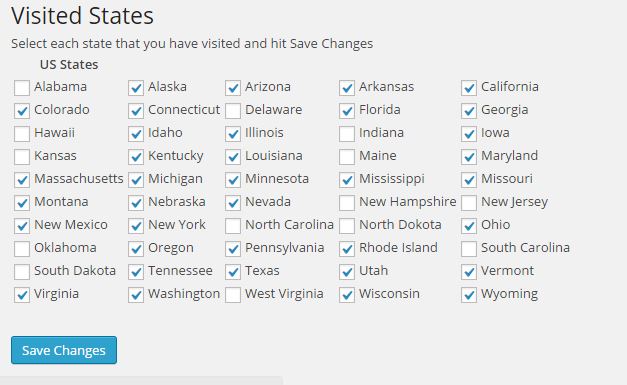 Visited States
Select each state that you have visited and hit Save Changes
US States
Alabama Alaska Arizona Arkansas California
Colorado Connecticut Delaware Florida Georgia
Hawaii Idaho Illinois Indiana Iowa
Kansas Kentucky Louisiana Maine Maryland
Massachusetts Michigan Minnesota Mississippi Missouri
Montana Nebraska Nevada New Hampshire New Jersey
New Mexico New York North Carolina North Dokota Ohio
Oklahoma Oregon Pennsylvania Rhode Island South Carolina
South Dakota Tennessee Texas Utah Vermont
Virginia Washington West Virginia Wisconsin Wyoming
Save Changes